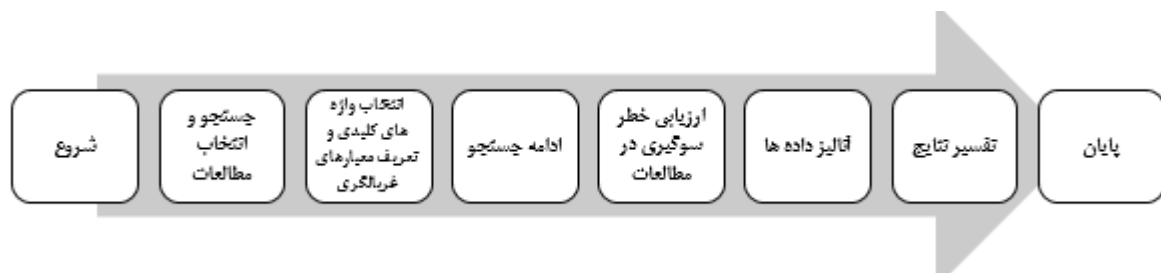 شروع
جستجو و
انتخاب
مطالعات
انتخاب واژه
های کلیدی و
تعریف معیارهای
غربالگری
ادامه جستجو
ارزیابی خطر
سوگیری در
مطالعات
آنالیز داده ها
تفسیر نتایج
پایان